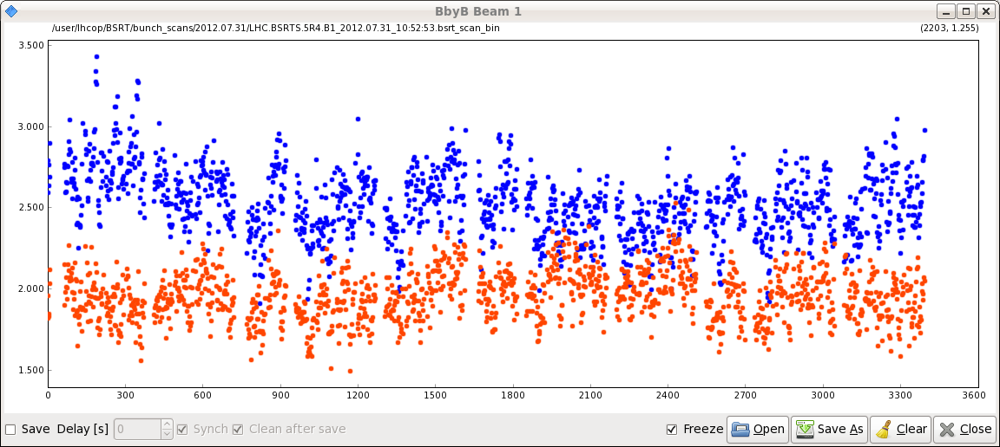 BbyB Beam 1
/user/lhcop/BSRT/bunch_scans/2012.07.31/LHC.BSRTS.5R4.B1_2012.07.31_10:52:53.bsrt_scan_bin (2203, 1.255)
3.500
3.000
2.500
2.000
1.500
0 300 600 900 1200 1500 1800 2100 2400 2700 3000 3300 3600
Save Delay [s] 0 Synch Clean after save Freeze Open Save As Clear Close